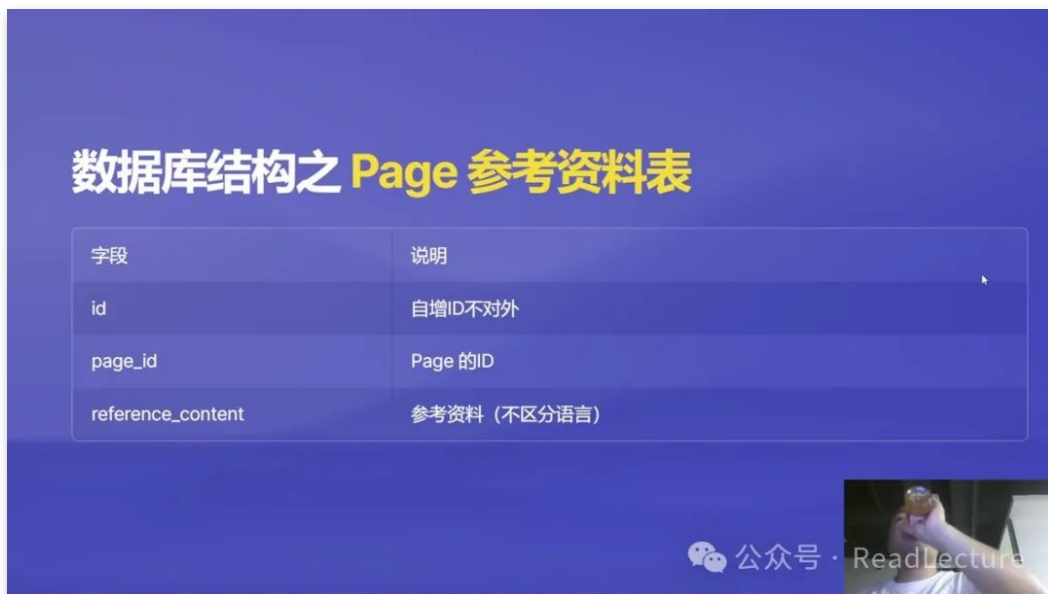 数据库结构之 Page 参考资料表
字段 说明
id 自增ID不对外
page_id Page 的ID
reference_content 参考资料（不区分语言）
公众号 · ReadLecture